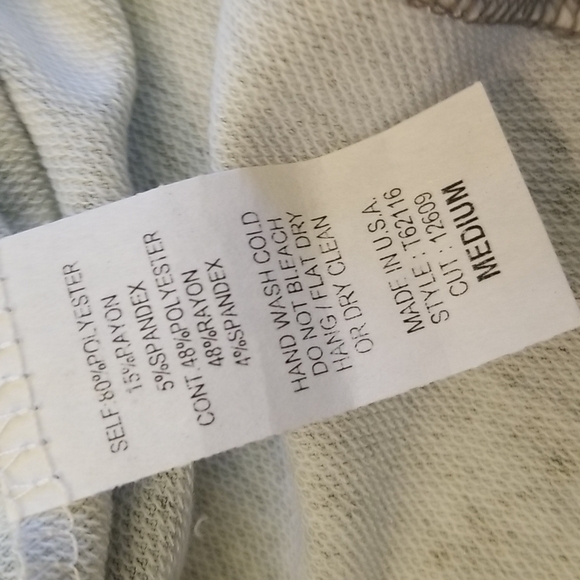 SELF:80%POLYESTER
15%RAYON
5%SPANDEX
CONT.48%POLYESTER
48%RAYON
4%SPANDEX
HAND WASH COLD
DO NOT BLEACH
HANG/FLAT DRY
OR DRY CLEAN
MADE IN U.S.A.
STYLE : T62116
CUT : 12609
MEDIUM